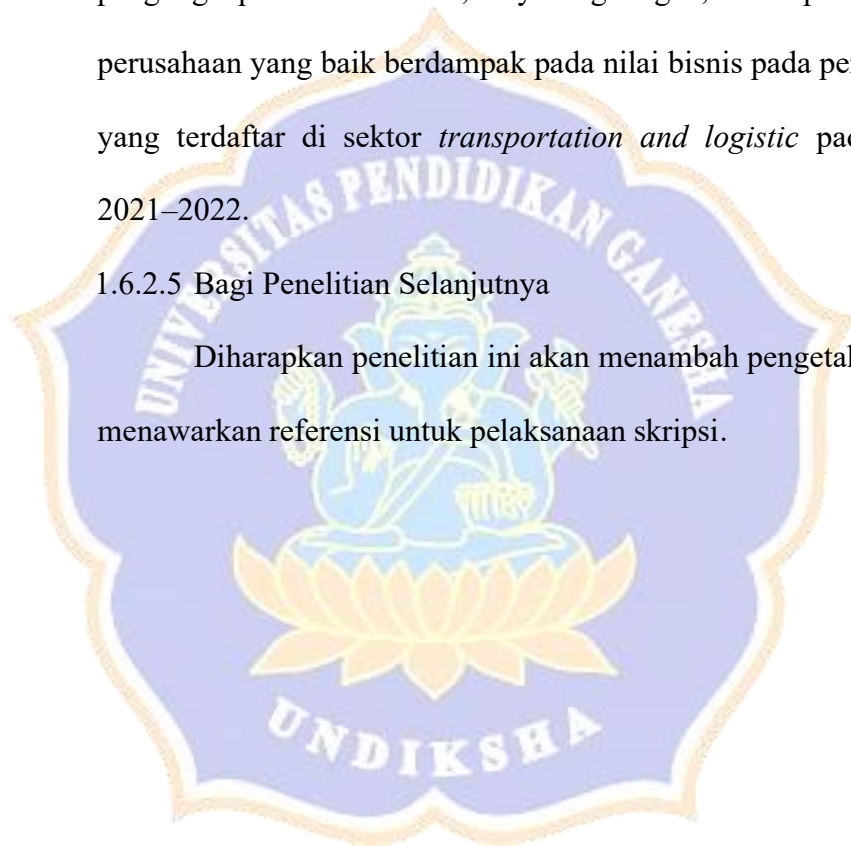 perusahaan yang baik berdampak pada nilai bisnis pada
yang terdaftar di sektor transportation and logistic
2021–2022.
1.6.2.5 Bagi Penelitian Selanjutnya
Diharapkan penelitian ini akan menambah
menawarkan referensi untuk pelaksanaan skripsi.
UNIVERSITAS PENDIDIKAN GANESHA
UNDIKSHA